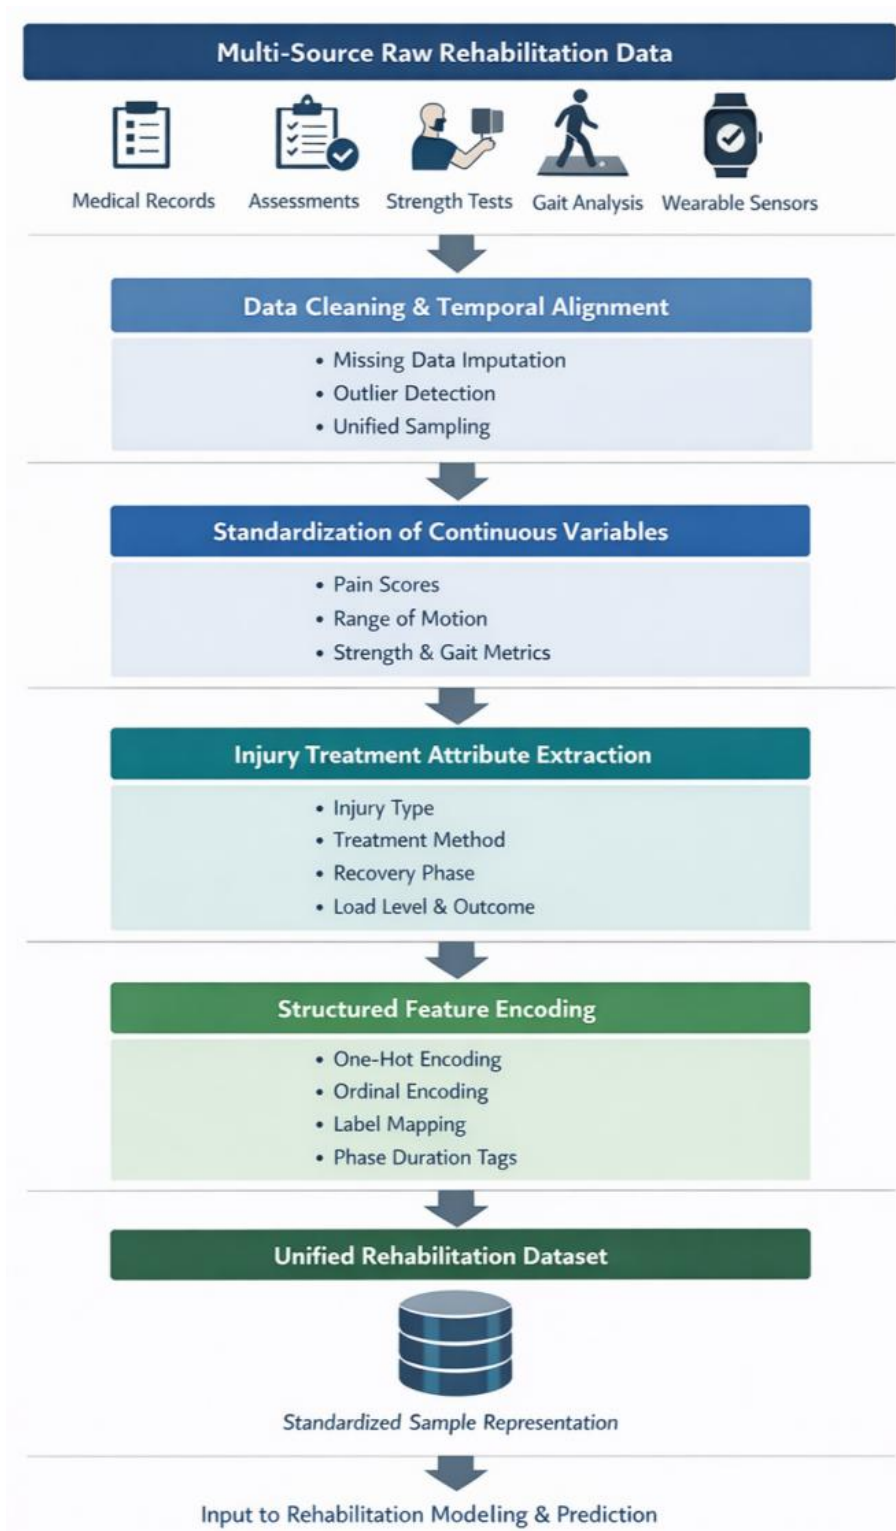 Multi-Source Raw Rehabilitation Data
Medical Records Assessments Strength Tests Gait Analysis Wearable Sensors
Data Cleaning & Temporal Alignment
• Missing Data Imputation
• Outlier Detection
• Unified Sampling
Standardization of Continuous Variables
• Pain Scores
• Range of Motion
• Strength & Gait Metrics
Injury Treatment Attribute Extraction
• Injury Type
• Treatment Method
• Recovery Phase
• Load Level & Outcome
Structured Feature Encoding
• One-Hot Encoding
• Ordinal Encoding
• Label Mapping
• Phase Duration Tags
Unified Rehabilitation Dataset
Standardized Sample Representation
Input to Rehabilitation Modeling & Prediction